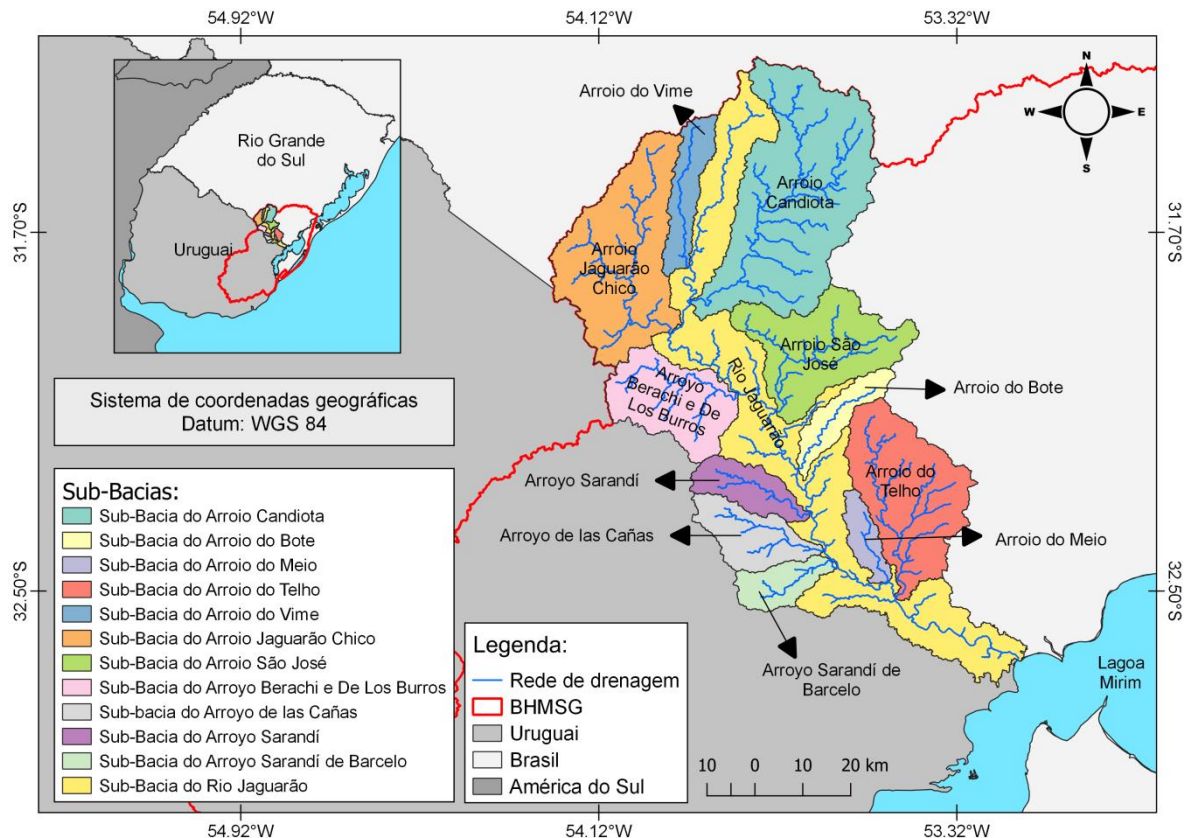 54.92°W
54.12°W
53.32°W
Arroio do Vime
N
W
E
S
Rio Grande
do Sul
Uruguai
Arroio
Candiota
31.70°S
31.70°S
Arroio
Jaguarão
Chico
Arroio São
José
Rio Jaguarão
Arroyo
Berachi e De
Los Burros
Arroio do Bote
Sistema de coordenadas geográficas
Datum: WGS 84
Arroyo Sarandí
Arroio do
Telho
Arroyo de las Cañas
Arroio do Meio
32.50°S
32.50°S
Arroyo Sarandí de
Barcelo
Lagoa
Mirim
Sub-Bacias:
Sub-Bacia do Arroio Candiota
Sub-Bacia do Arroio do Bote
Sub-Bacia do Arroio do Meio
Sub-Bacia do Arroio do Telho
Sub-Bacia do Arroio do Vime
Sub-Bacia do Arroio Jaguarão Chico
Sub-Bacia do Arroio São José
Sub-Bacia do Arroyo Berachi e De Los Burros
Sub-bacia do Arroyo de las Cañas
Sub-Bacia do Arroyo Sarandí
Sub-Bacia do Arroyo Sarandí de Barcelo
Sub-Bacia do Rio Jaguarão
Legenda:
Rede de drenagem
BHMSG
Uruguai
Brasil
América do Sul
10 0 10 20 km
54.92°W
54.12°W
53.32°W